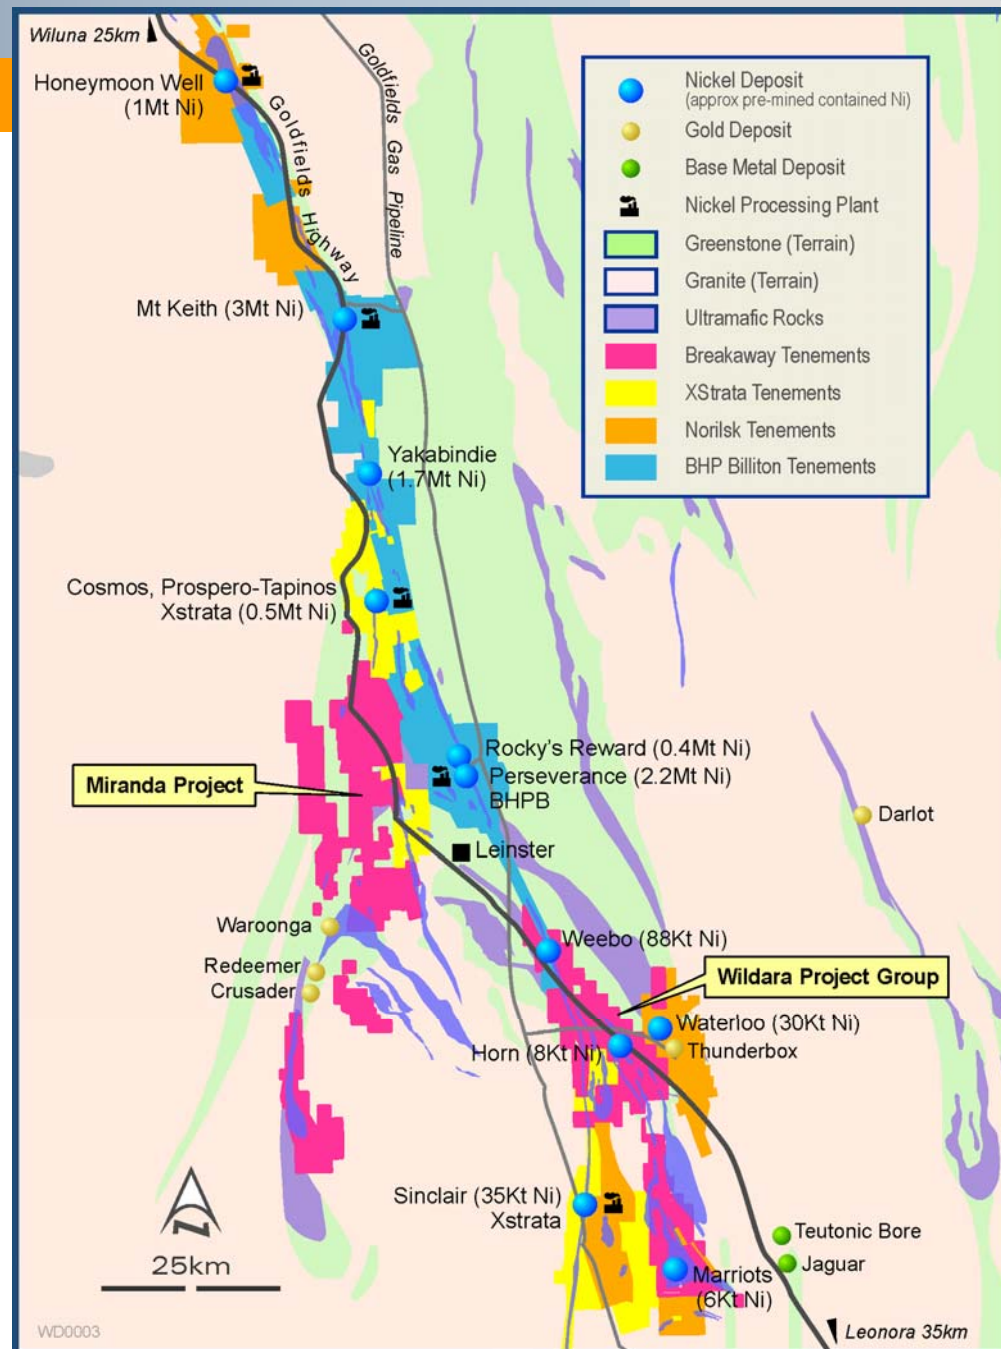 Wiluna 25km
Honeymoon Well
(1Mt Ni)
Goldfields Highway
Goldfields Gas Pipeline
Nickel Deposit
(approx pre-mined contained Ni)
Gold Deposit
Base Metal Deposit
Nickel Processing Plant
Greenstone (Terrain)
Granite (Terrain)
Ultramafic Rocks
Breakaway Tenements
XStrata Tenements
Norilsk Tenements
BHP Billiton Tenements
Mt Keith (3Mt Ni)
Yakabindie
(1.7Mt Ni)
Cosmos, Prospero-Tapinos
Xstrata (0.5Mt Ni)
Rocky's Reward (0.4Mt Ni)
Perseverance (2.2Mt Ni)
BHPB
Miranda Project
Darlot
Leinster
Waroonga
Weebo (88Kt Ni)
Redeemer
Crusader
Wildara Project Group
Waterloo (30Kt Ni)
Thunderbox
Horn (8Kt Ni)
Sinclair (35Kt Ni)
Xstrata
N
25km
Teutonic Bore
Jaguar
Marriots
(6Kt Ni)
WD0003
Leonora 35km